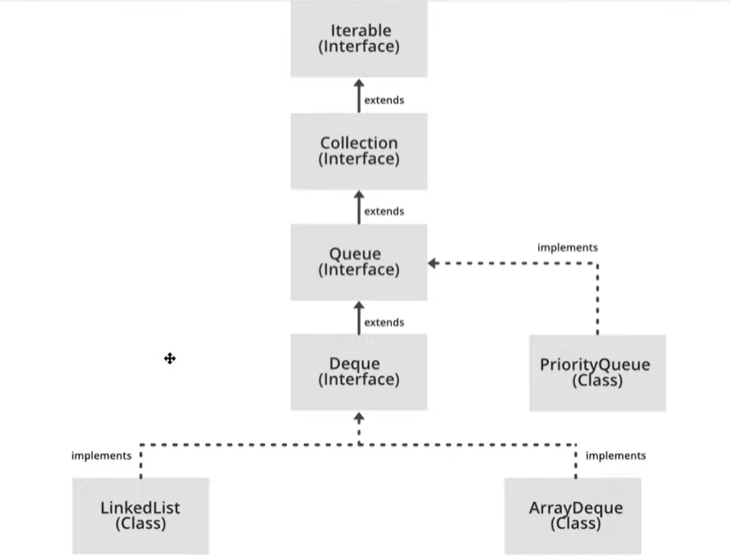 Iterable
(Interface)
extends
Collection
(Interface)
extends
Queue
(Interface)
implements
extends
Deque
(Interface)
PriorityQueue
(Class)
implements
implements
LinkedList
(Class)
ArrayDeque
(Class)